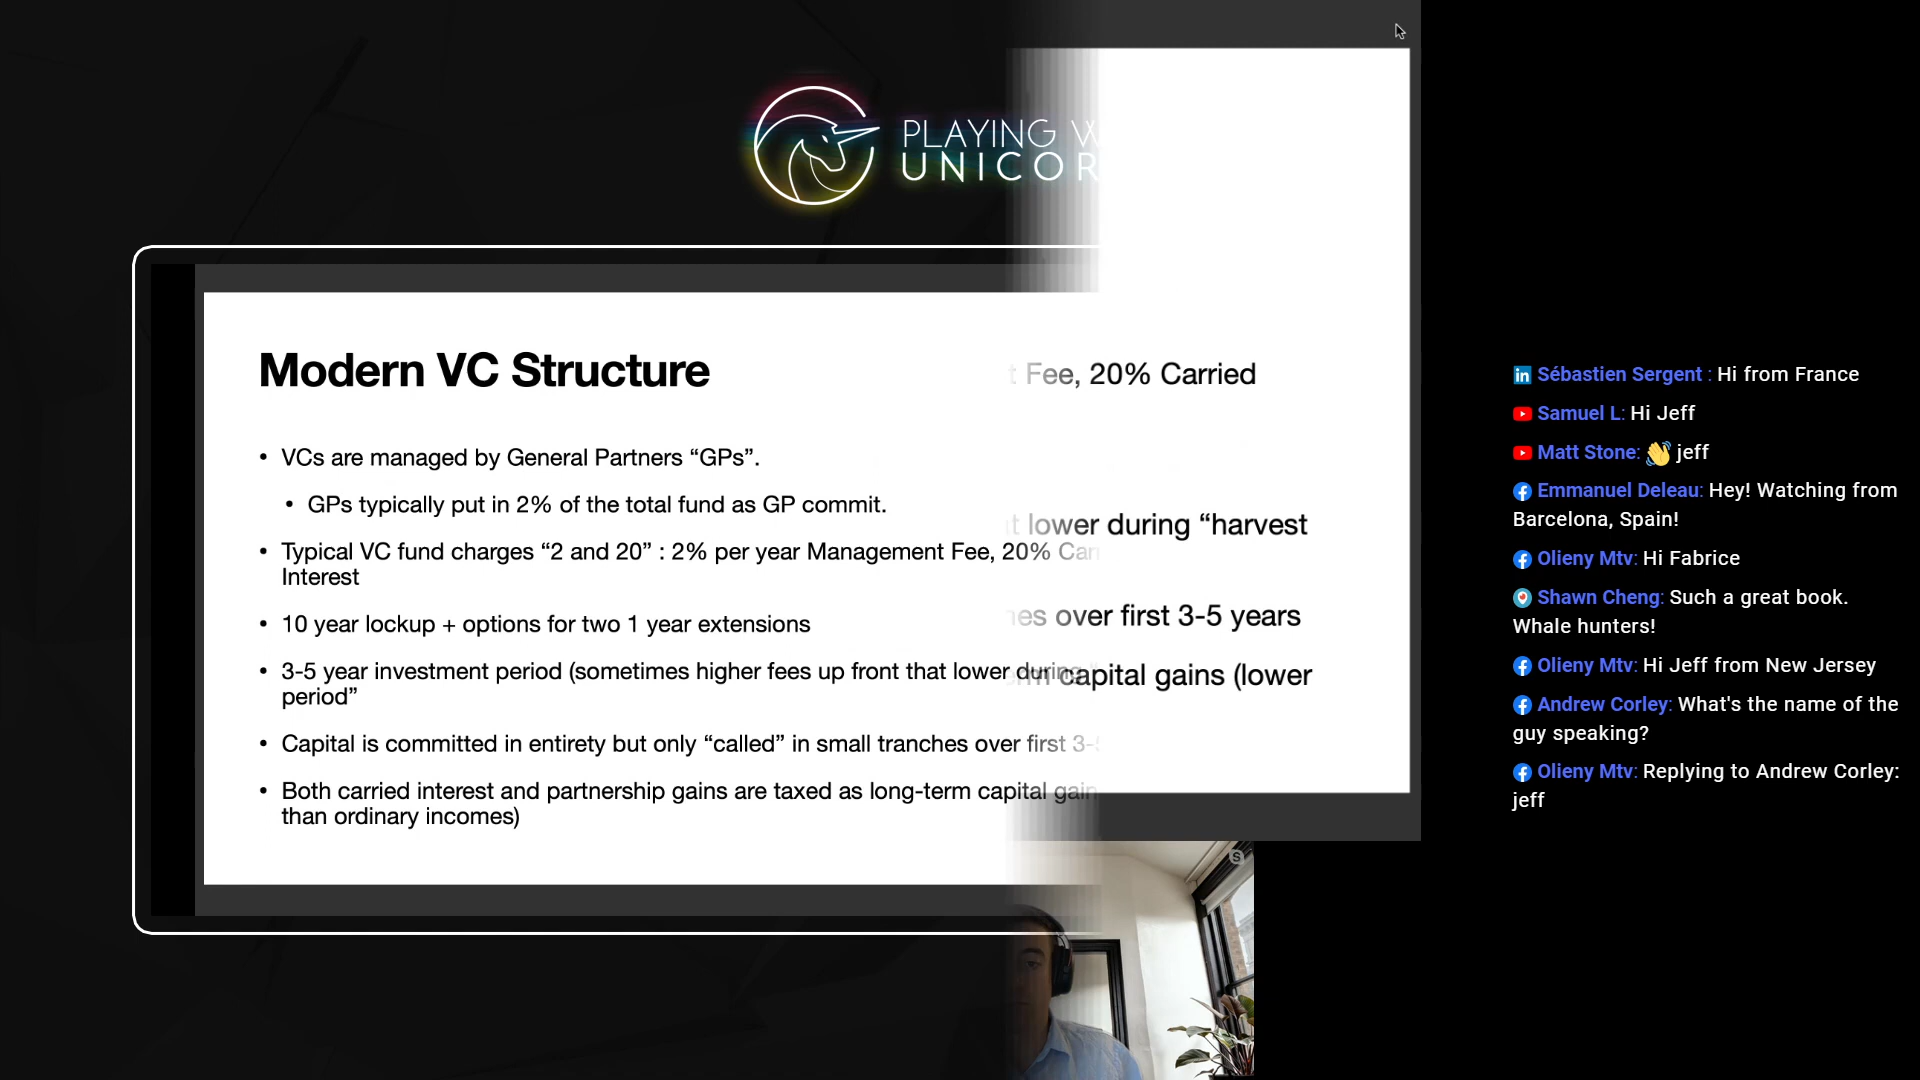 PLAYING W
UNICOR
Modern VC Structure
• VCs are managed by General Partners “GPs”.
• GPs typically put in 2% of the total fund as GP commit.
• Typical VC fund charges “2 and 20” : 2% per year Management Fee, 20% Car
Interest
• 10 year lockup + options for two 1 year extensions
• 3-5 year investment period (sometimes higher fees up front that lower during
period”
• Capital is committed in entirety but only “called” in small tranches over first 3-
• Both carried interest and partnership gains are taxed as long-term capital gain
than ordinary incomes)
t Fee, 20% Carried
lower during “harvest
over first 3-5 years
capital gains (lower
Sébastien Sergent : Hi from France
Samuel L: Hi Jeff
Matt Stone: 👋 jeff
Emmanuel Deleau: Hey! Watching from
Barcelona, Spain!
Olieny Mtv: Hi Fabrice
Shawn Cheng: Such a great book.
Whale hunters!
Olieny Mtv: Hi Jeff from New Jersey
Andrew Corley: What's the name of the
guy speaking?
Olieny Mtv: Replying to Andrew Corley:
jeff